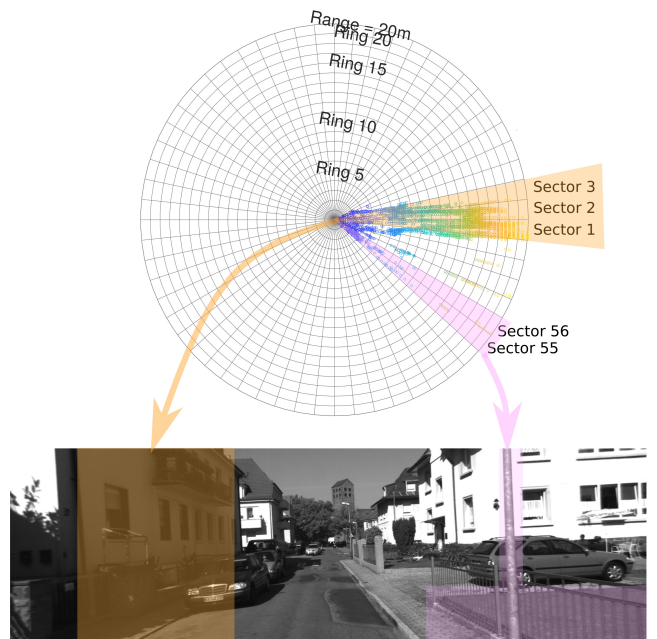 Range = 20m
Ring 20
Ring 15
Ring 10
Ring 5
Sector 3
Sector 2
Sector 1
Sector 56
Sector 55